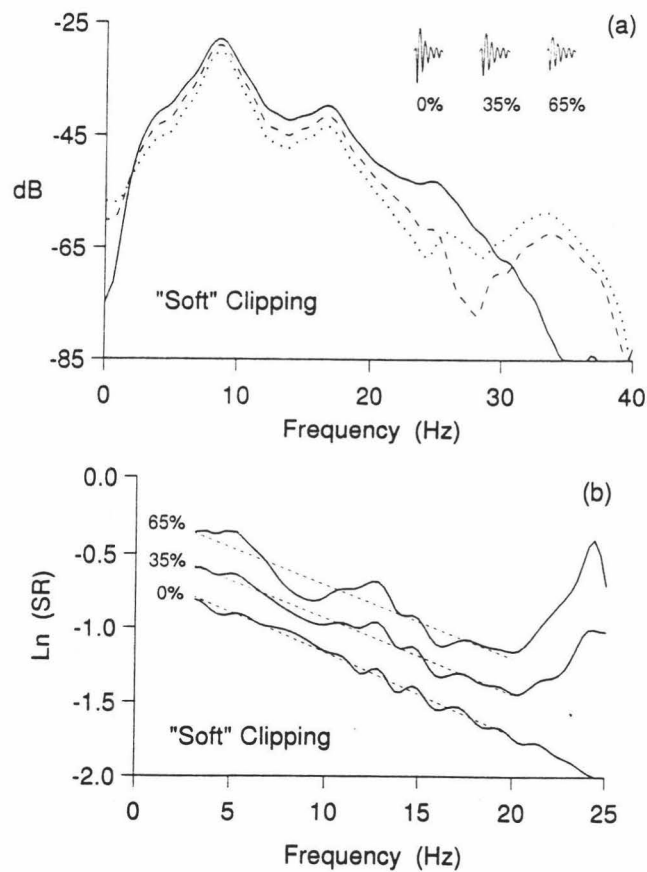 (a)
-25
-45
dB
-65
-85
0% 35% 65%
"Soft" Clipping
0 10 20 30 40
Frequency (Hz)
(b)
0.0
-0.5
-1.0
-1.5
-2.0
Ln (SR)
65%
35%
0%
"Soft" Clipping
0 5 10 15 20 25
Frequency (Hz)